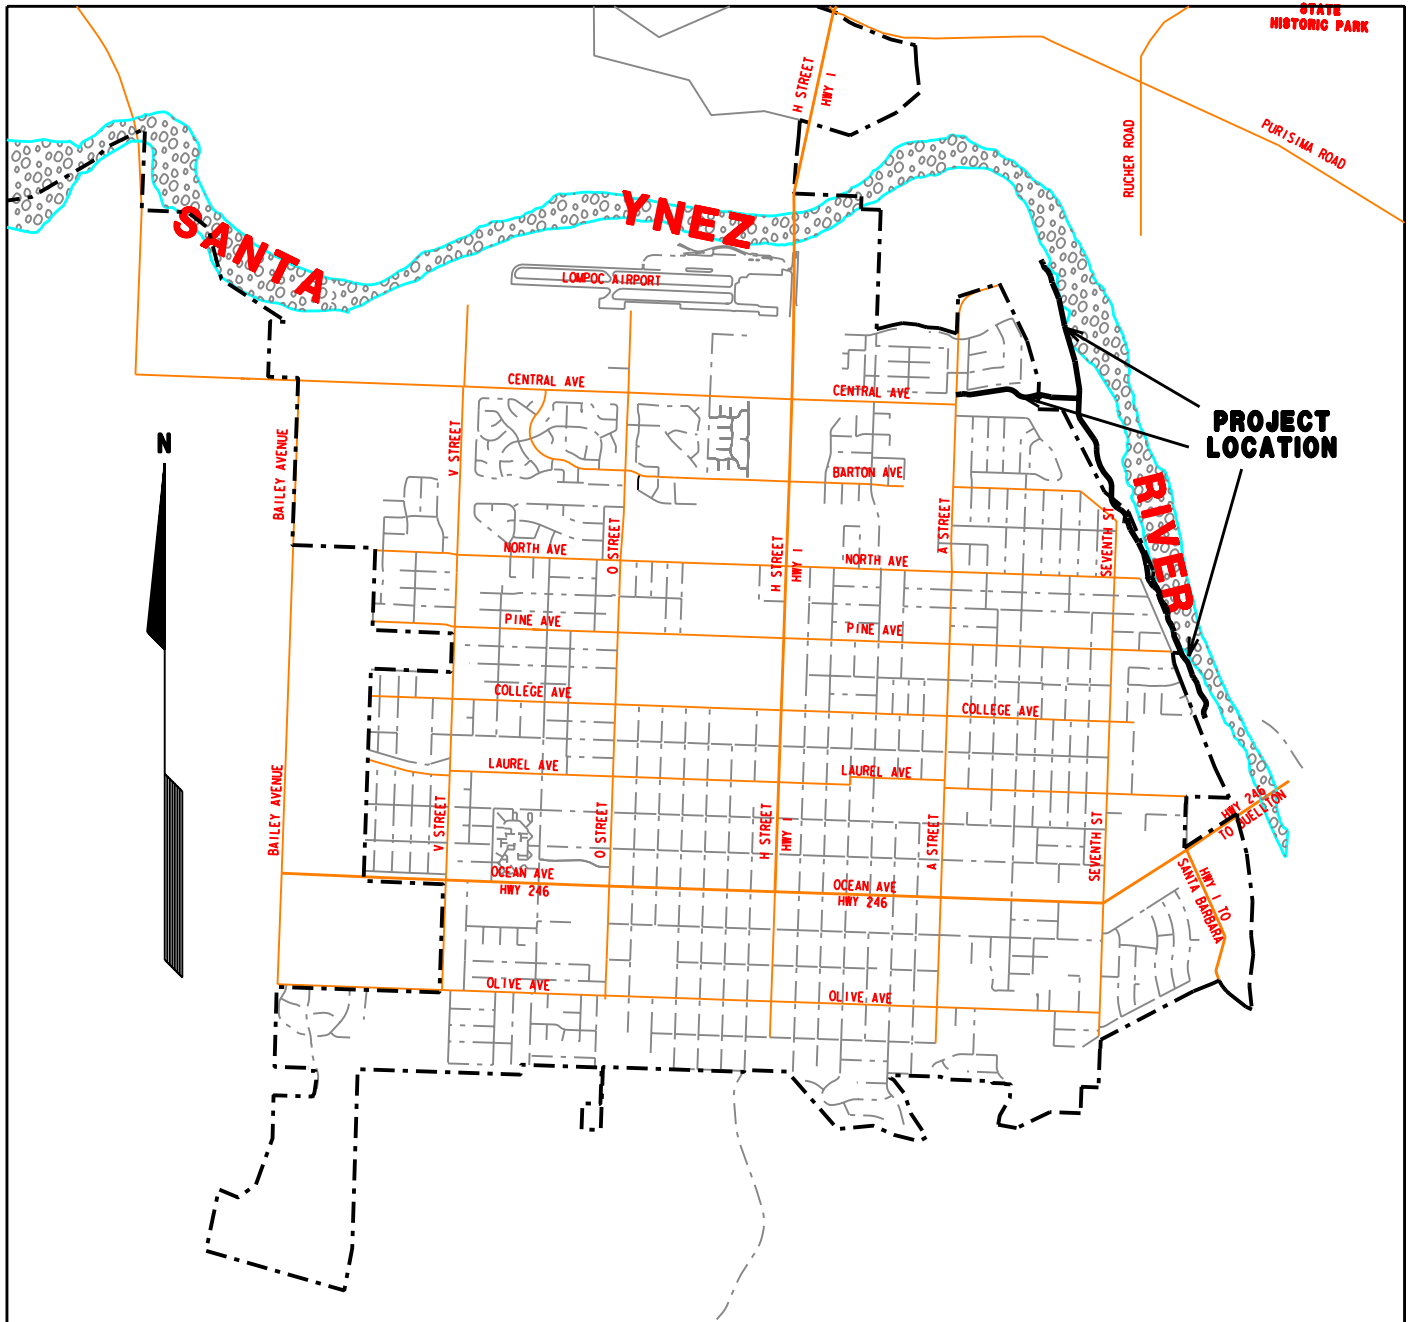 STATE
HISTORIC PARK
H STREET
HWY 1
PURISIMA ROAD
RUCHER ROAD
SANTA
YNEZ
RIVER
LOMPOC AIRPORT
CENTRAL AVE
CENTRAL AVE
PROJECT
LOCATION
N
BAILEY AVENUE
V STREET
BARTON AVE
A STREET
SEVENTH ST
O STREET
H STREET
HWY 1
NORTH AVE
NORTH AVE
PINE AVE
PINE AVE
COLLEGE AVE
COLLEGE AVE
LAUREL AVE
LAUREL AVE
BAILEY AVENUE
V STREET
O STREET
H STREET
HWY 1
A STREET
SEVENTH ST
HWY 246
TO BUELLTON
HWY 1 TO
SANTA BARBARA
OCEAN AVE
HWY 246
OCEAN AVE
HWY 246
OLIVE AVE
OLIVE AVE